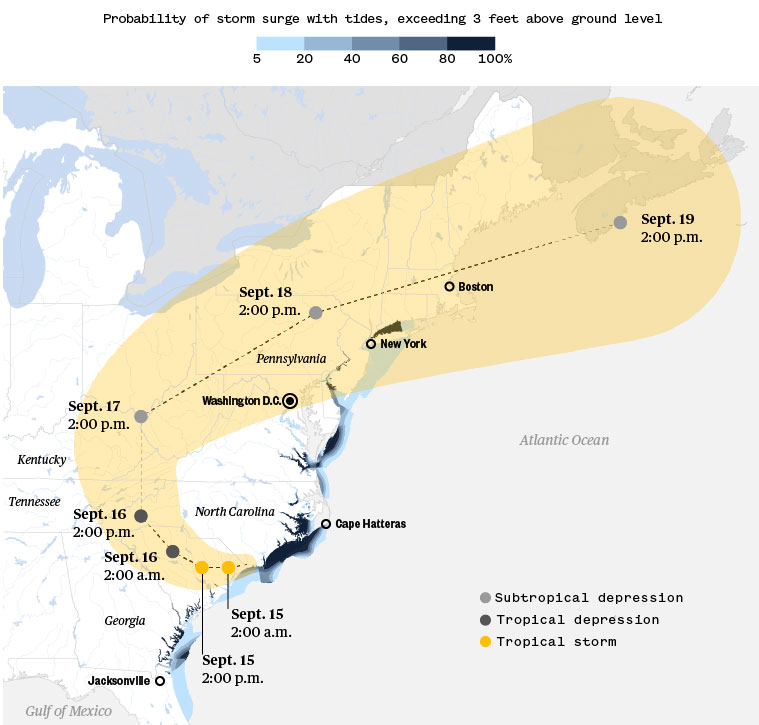 Probability of storm surge with tides, exceeding 3 feet above ground level
5 20 40 60 80 100%
Sept. 19
2:00 p.m.
Boston
Sept. 18
2:00 p.m.
New York
Pennsylvania
Washington D.C.
Sept. 17
2:00 p.m.
Atlantic Ocean
Kentucky
Tennessee
North Carolina
Sept. 16
2:00 p.m.
Cape Hatteras
Sept. 16
2:00 a.m.
Subtropical depression
Tropical depression
Tropical storm
Georgia
Sept. 15
2:00 a.m.
Sept. 15
2:00 p.m.
Jacksonville
Gulf of Mexico